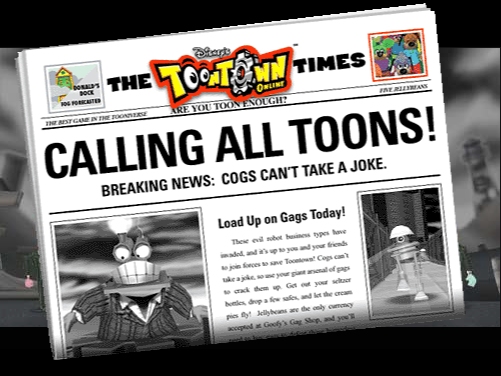 DONALD'S
DOCK
FOG FORECASTED
THE Disney's TOONTOWN ONLINE TIMES
ARE YOU TOON ENOUGH?
THE BEST GAME IN THE TOONIVERSE
FIVE JELLYBEANS
CALLING ALL TOONS!
BREAKING NEWS: COGS CAN'T TAKE A JOKE.
Load Up on Gags Today!
These evil robot business types have
invaded, and it's up to you and your friends
to join forces to save Toontown! Cogs can't
take a joke, so use your giant arsenal of gags
to crack them up. Get out your seltzer
bottles, drop a few safes, and let the cream
pies fly! Jellybeans are the only currency
accepted at Goofy's Gag Shop, and you'll